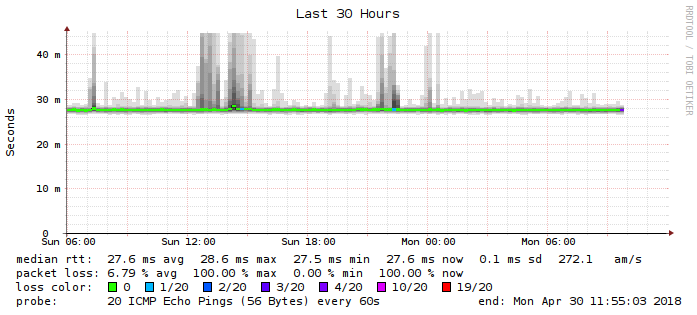 Last 30 Hours
RRDTOOL / TOBI OETIKER
Seconds
40 m
30 m
20 m
10 m
0
Sun 06:00 Sun 12:00 Sun 18:00 Mon 00:00 Mon 06:00
median rtt: 27.6 ms avg 28.6 ms max 27.5 ms min 27.6 ms now 0.1 ms sd 272.1 am/s
packet loss: 6.79 % avg 100.00 % max 0.00 % min 100.00 % now
loss color: 0 1/20 2/20 3/20 4/20 10/20 19/20
probe: 20 ICMP Echo Pings (56 Bytes) every 60s end: Mon Apr 30 11:55:03 2018